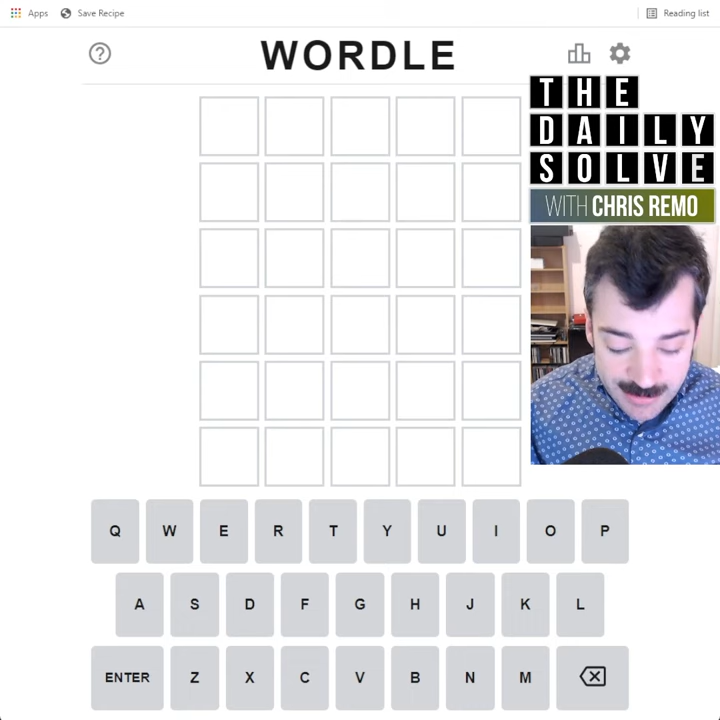 Apps Save Recipe Reading list
WORDLE
THE
DAILY
SOLVE
WITH CHRIS REMO
Q W E R T Y U I O P
A S D F G H J K L
ENTER Z X C V B N M